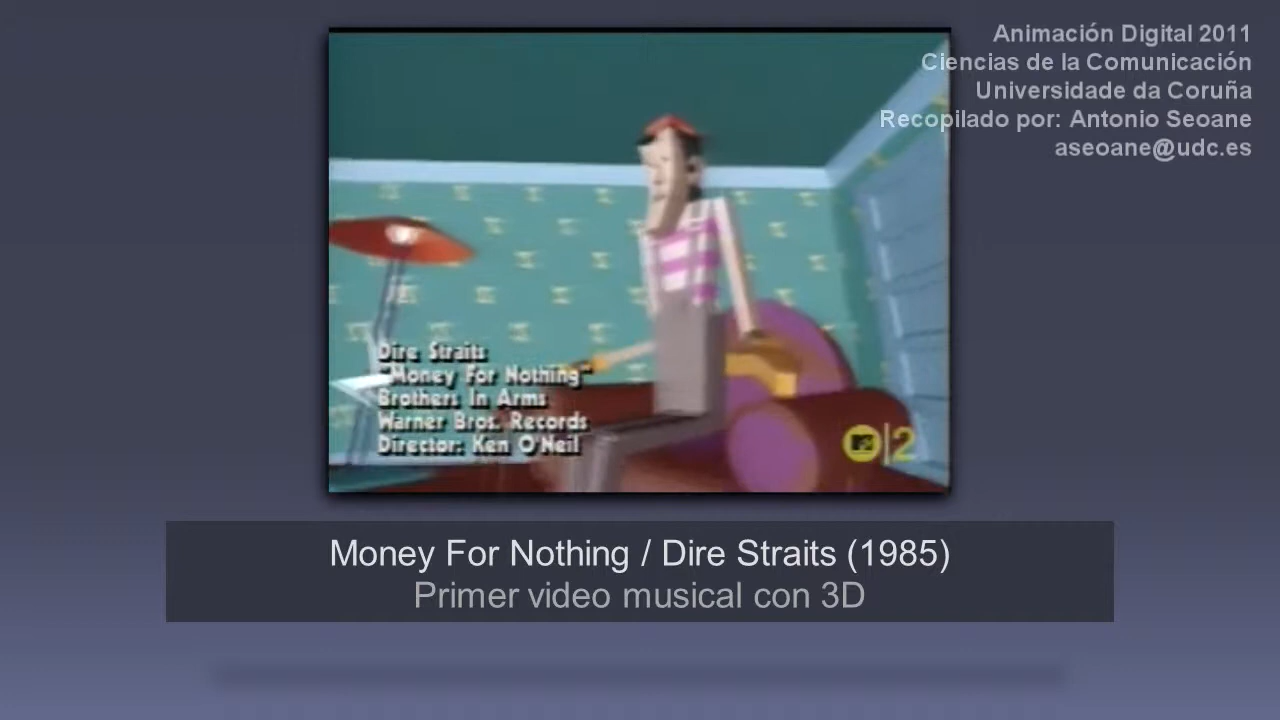 Animación Digital 2011
Ciencias de la Comunicación
Universidade da Coruña
Recopilado por: Antonio Seoane
aseoane@udc.es
Dire Straits
"Money For Nothing"
Brothers In Arms
Warner Bros. Records
Director: Ken O'Neil
2
Money For Nothing / Dire Straits (1985)
Primer video musical con 3D